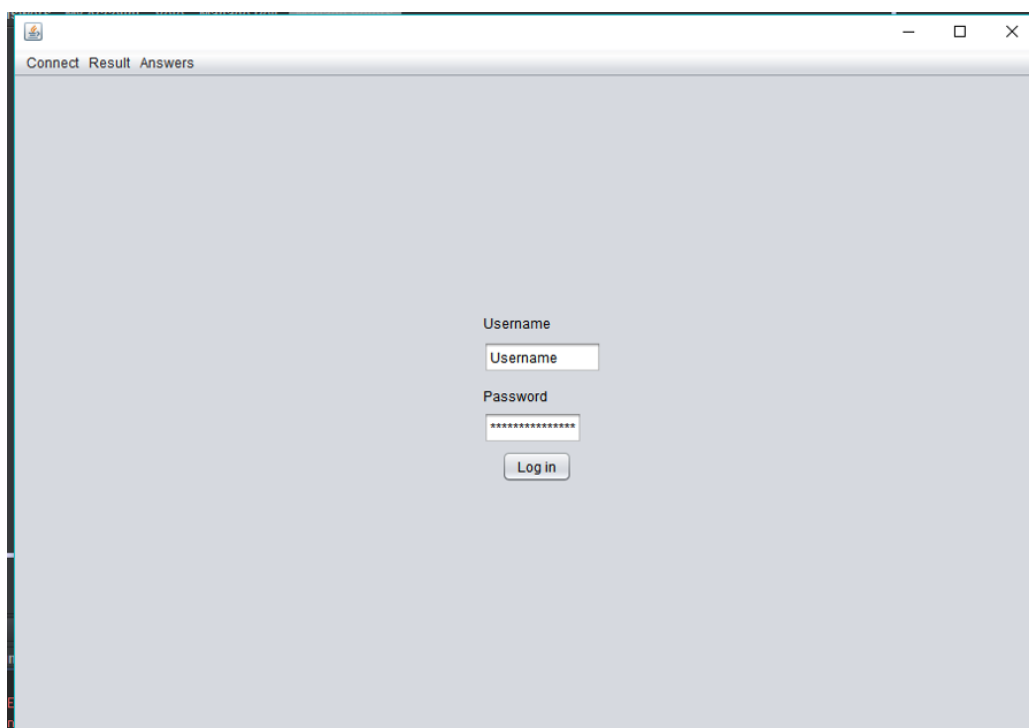 Connect Result Answers
Username
Username
Password
***************
Log in